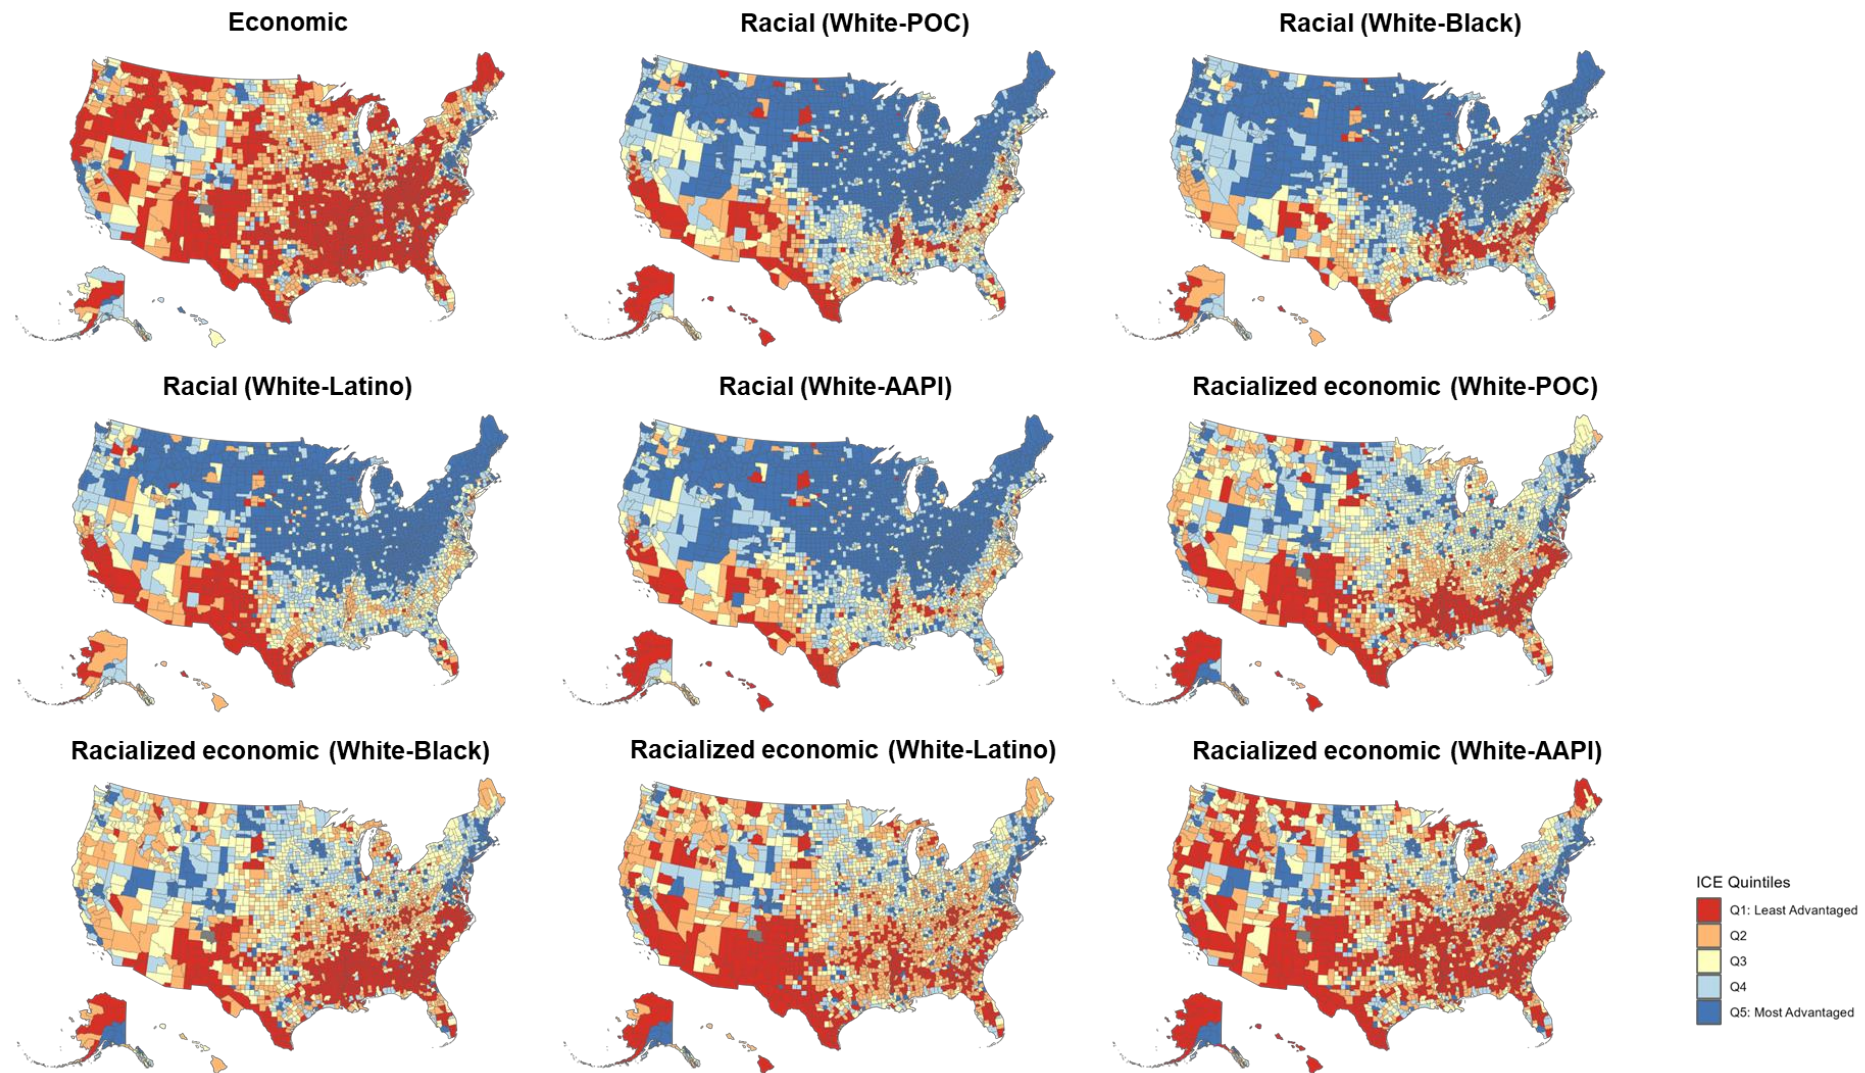 Economic
Racial (White-POC)
Racial (White-Black)
Racial (White-Latino)
Racial (White-AAPI)
Racialized economic (White-POC)
Racialized economic (White-Black)
Racialized economic (White-Latino)
Racialized economic (White-AAPI)
ICE Quintiles
Q1: Least Advantaged
Q2
Q3
Q4
Q5: Most Advantaged